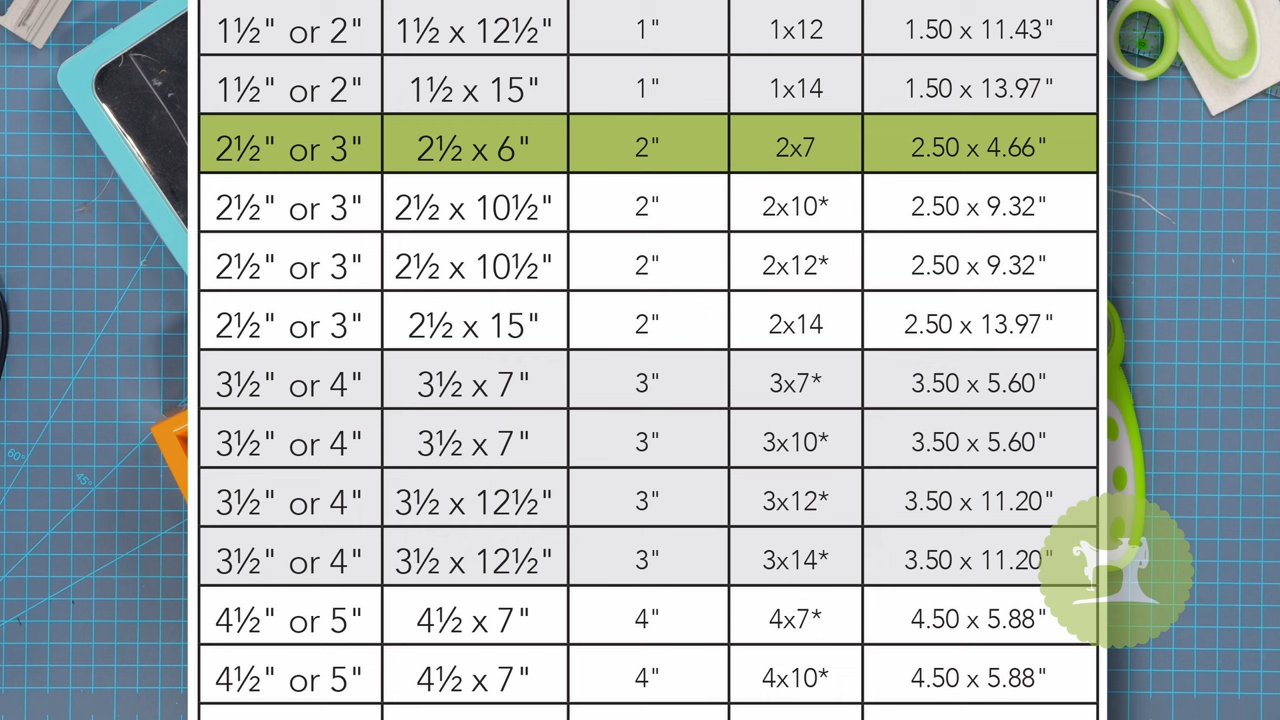 1½" or 2" 1½ x 12½" 1" 1x12 1.50 x 11.43"
1½" or 2" 1½ x 15" 1" 1x14 1.50 x 13.97"
2½" or 3" 2½ x 6" 2" 2x7 2.50 x 4.66"
2½" or 3" 2½ x 10½" 2" 2x10* 2.50 x 9.32"
2½" or 3" 2½ x 10½" 2" 2x12* 2.50 x 9.32"
2½" or 3" 2½ x 15" 2" 2x14 2.50 x 13.97"
3½" or 4" 3½ x 7" 3" 3x7* 3.50 x 5.60"
3½" or 4" 3½ x 7" 3" 3x10* 3.50 x 5.60"
3½" or 4" 3½ x 12½" 3" 3x12* 3.50 x 11.20"
3½" or 4" 3½ x 12½" 3" 3x14* 3.50 x 11.20"
4½" or 5" 4½ x 7" 4" 4x7* 4.50 x 5.88"
4½" or 5" 4½ x 7" 4" 4x10* 4.50 x 5.88"
60°
45°